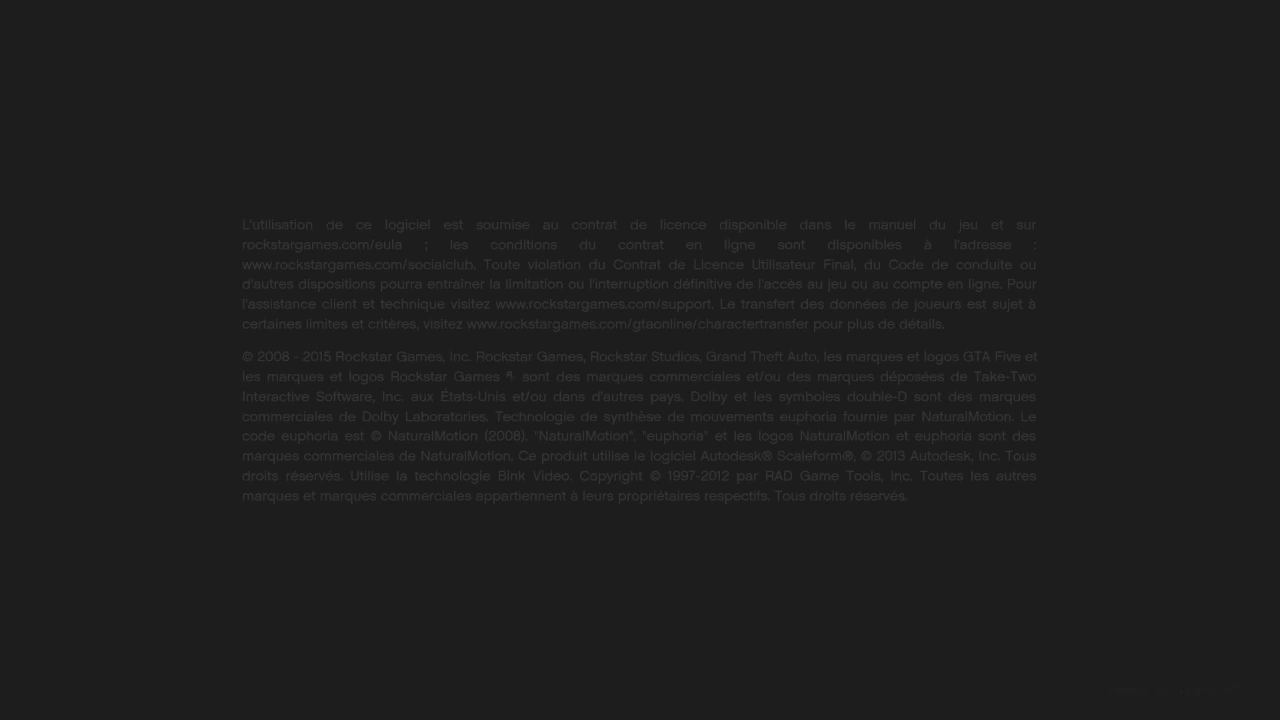 L'utilisation de ce logiciel est soumise au contrat de licence disponible dans le manuel du jeu et sur
rockstargames.com/eula ; les conditions du contrat en ligne sont disponibles à l'adresse :
www.rockstargames.com/socialclub. Toute violation du Contrat de Licence Utilisateur Final, du Code de conduite ou
d'autres dispositions pourra entraîner la limitation ou l'interruption définitive de l'accès au jeu ou au compte en ligne. Pour
l'assistance client et technique visitez www.rockstargames.com/support. Le transfert des données de joueurs est sujet à
certaines limites et critères, visitez www.rockstargames.com/gtaonline/charactertransfer pour plus de détails.
© 2008 - 2015 Rockstar Games, Inc. Rockstar Games, Rockstar Studios, Grand Theft Auto, les marques et logos GTA Five et
les marques et logos Rockstar Games sont des marques commerciales et/ou des marques déposées de Take-Two
Interactive Software, Inc. aux États-Unis et/ou dans d'autres pays. Dolby et les symboles double-D sont des marques
commerciales de Dolby Laboratories. Technologie de synthèse de mouvements euphoria fournie par NaturalMotion. Le
code euphoria est © NaturalMotion (2008). "NaturalMotion", "euphoria" et les logos NaturalMotion et euphoria sont des
marques commerciales de NaturalMotion. Ce produit utilise le logiciel Autodesk® Scaleform®, © 2013 Autodesk, Inc. Tous
droits réservés. Utilise la technologie Bink Video. Copyright © 1997-2012 par RAD Game Tools, Inc. Toutes les autres
marques et marques commerciales appartiennent à leurs propriétaires respectifs. Tous droits réservés.